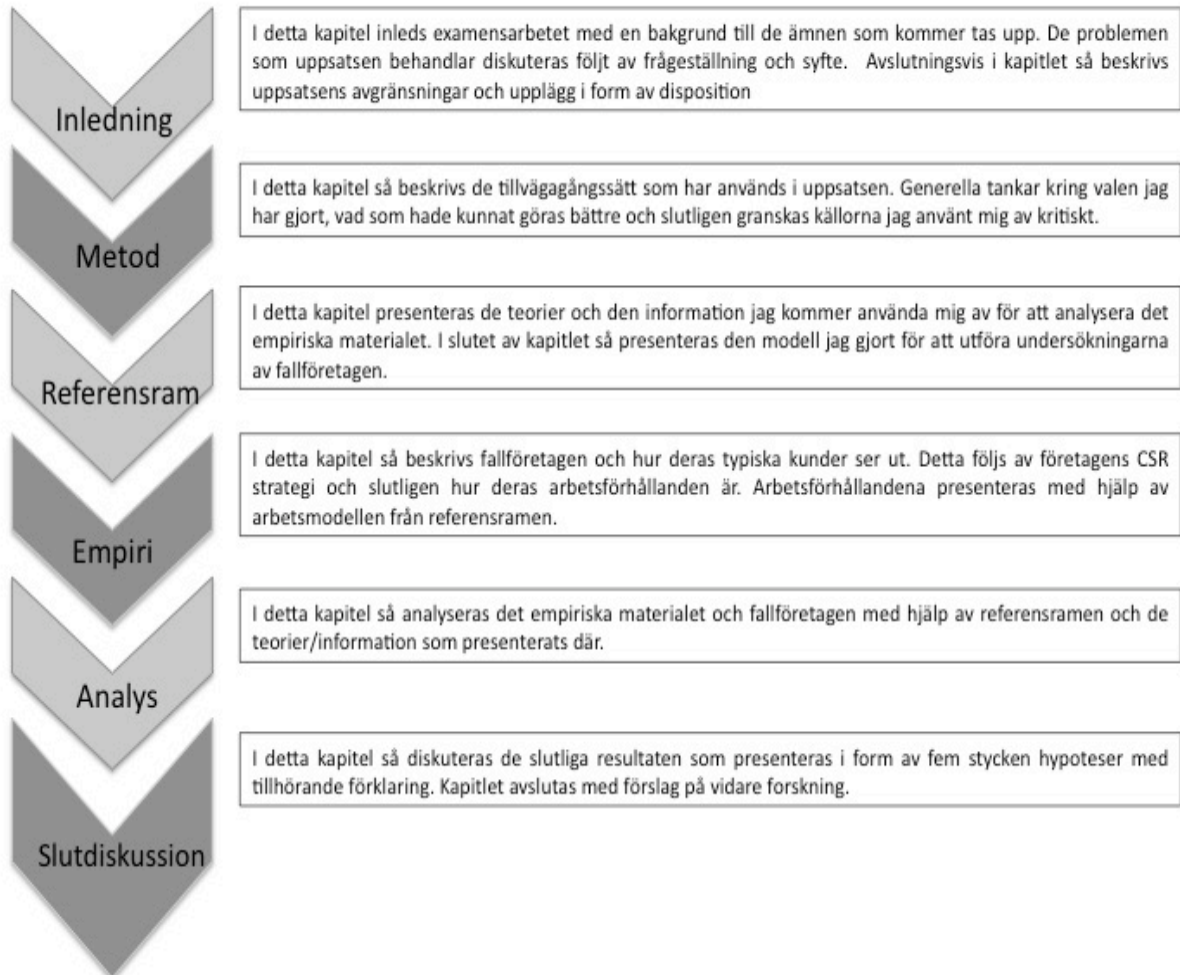 I detta kapitel inleds examensarbetet med en bakgrund till de ämnen som kommer tas upp. De problemen
som uppsatsen behandlar diskuteras följt av frågeställning och syfte. Avslutningsvis i kapitlet så beskrivs
uppsatsens avgränsningar och upplägg i form av disposition
Inledning
I detta kapitel så beskrivs de tillvägagångssätt som har används i uppsatsen. Generella tankar kring valen jag
har gjort, vad som hade kunnat göras bättre och slutligen granskas källorna jag använt mig av kritiskt.
Metod
I detta kapitel presenteras de teorier och den information jag kommer använda mig av för att analysera det
empiriska materialet. I slutet av kapitlet så presenteras den modell jag gjort för att utföra undersökningarna
av fallföretagen.
Referensram
I detta kapitel så beskrivs fallföretagen och hur deras typiska kunder ser ut. Detta följs av företagens CSR
strategi och slutligen hur deras arbetsförhållanden är. Arbetsförhållandena presenteras med hjälp av
arbetsmodellen från referensramen.
Empiri
I detta kapitel så analyseras det empiriska materialet och fallföretagen med hjälp av referensramen och de
teorier/information som presenterats där.
Analys
I detta kapitel så diskuteras de slutliga resultaten som presenteras i form av fem stycken hypoteser med
tillhörande förklaring. Kapitlet avslutas med förslag på vidare forskning.
Slutdiskussion